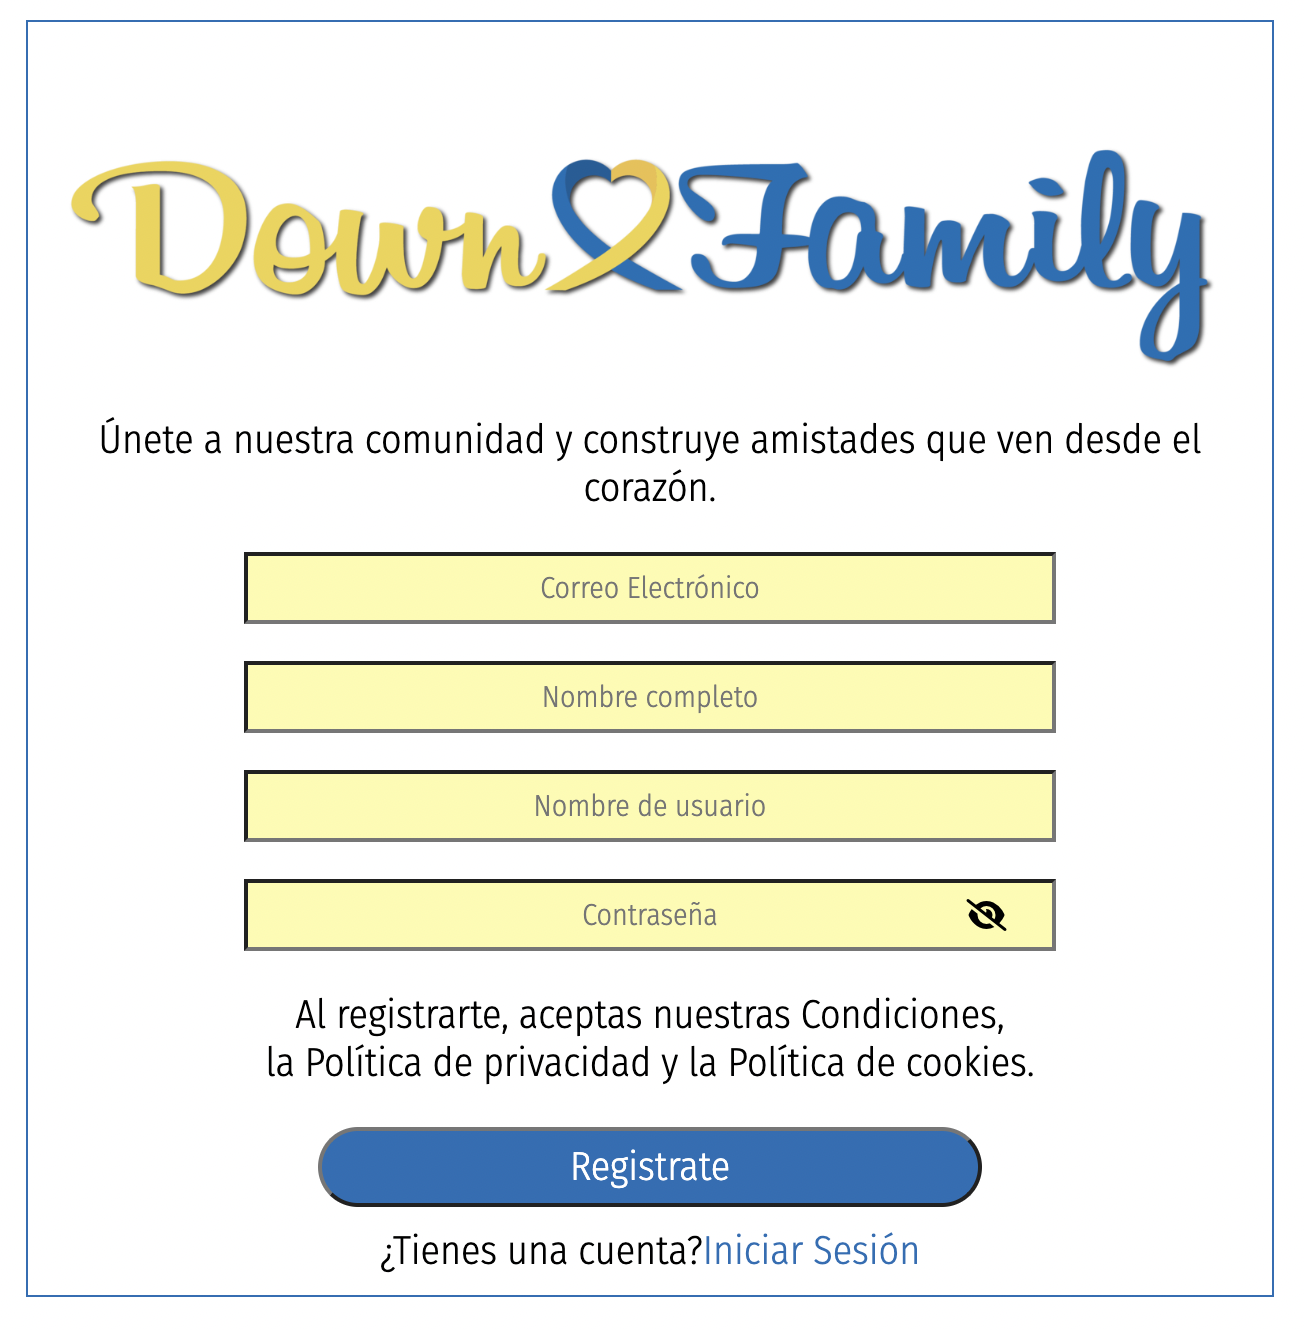 Down Family
Únete a nuestra comunidad y construye amistades que ven desde el
corazón.
Correo Electrónico
Nombre completo
Nombre de usuario
Contraseña
Al registrarte, aceptas nuestras Condiciones,
la Política de privacidad y la Política de cookies.
Registrate
¿Tienes una cuenta?Iniciar Sesión